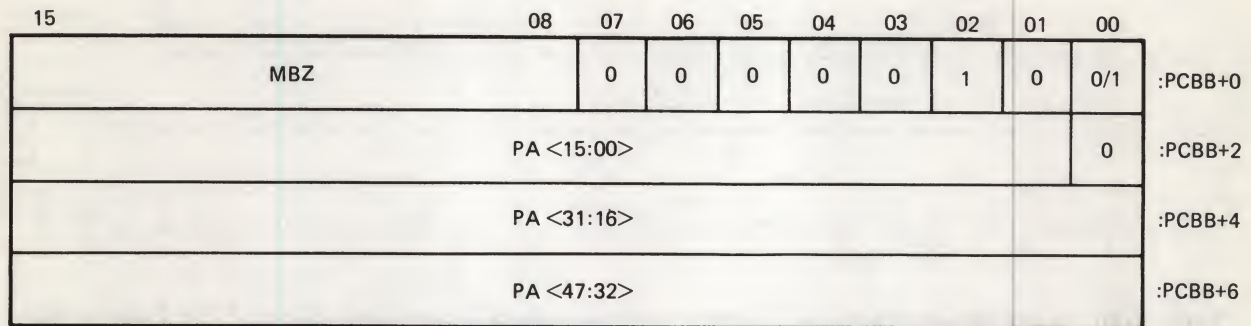 15 08 07 06 05 04 03 02 01 00
MBZ 0 0 0 0 0 1 0 0/1 :PCBB+0
PA <15:00> 0 :PCBB+2
PA <31:16> :PCBB+4
PA <47:32> :PCBB+6